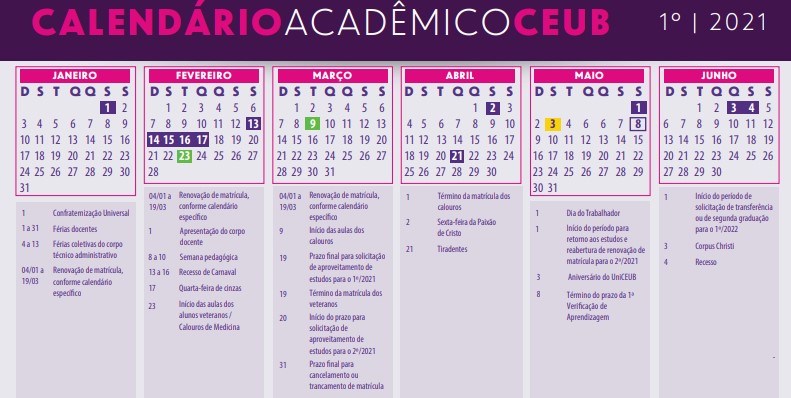 CALENDÁRIOACADÊMICOCEUB 1º | 2021
JANEIRO
D S T Q Q S S
1 2
3 4 5 6 7 8 9
10 11 12 13 14 15 16
17 18 19 20 21 22 23
24 25 26 27 28 29 30
31
1 Confraternização Universal
1 a 31 Férias docentes
4 a 13 Férias coletivas do corpo
técnico administrativo
04/01 a Renovação de matrícula,
19/03 conforme calendário
específico
FEVEREIRO
D S T Q Q S S
1 2 3 4 5 6
7 8 9 10 11 12 13
14 15 16 17 18 19 20
21 22 23 24 25 26 27
28
04/01 a Renovação de matrícula,
19/03 conforme calendário
específico
1 Apresentação do corpo
docente
8 a 10 Semana pedagógica
13 a 16 Recesso de Carnaval
17 Quarta-feira de cinzas
23 Início das aulas dos
alunos veteranos /
Calouros de Medicina
MARÇO
D S T Q Q S S
1 2 3 4 5 6
7 8 9 10 11 12 13
14 15 16 17 18 19 20
21 22 23 24 25 26 27
28 29 30 31
04/01 a Renovação de matrícula,
19/03 conforme calendário
específico
9 Início das aulas dos
calouros
19 Prazo final para solicitação
de aproveitamento de
estudos para o 1º/2021
19 Término da matrícula dos
veteranos
20 Início do prazo para
solicitação de
aproveitamento de
estudos para o 2º/2021
31 Prazo final para
cancelamento ou
trancamento de matrícula
ABRIL
D S T Q Q S S
1 2 3
4 5 6 7 8 9 10
11 12 13 14 15 16 17
18 19 20 21 22 23 24
25 26 27 28 29 30
1 Término da matrícula dos
calouros
2 Sexta-feira da Paixão
de Cristo
21 Tiradentes
MAIO
D S T Q Q S S
1
2 3 4 5 6 7 8
9 10 11 12 13 14 15
16 17 18 19 20 21 22
23 24 25 26 27 28 29
30 31
1 Dia do Trabalhador
1 Início do período para
retorno aos estudos e
reabertura de renovação de
matrícula para o 2º/2021
3 Aniversário do UniCEUB
8 Término do prazo da 1ª
Verificação de
Aprendizagem
JUNHO
D S T Q Q S S
1 2 3 4 5
6 7 8 9 10 11 12
13 14 15 16 17 18 19
20 21 22 23 24 25 26
27 28 29 30
1 Início do período de
solicitação de transferência
ou de segunda graduação
para o 1º/2022
3 Corpus Christi
4 Recesso